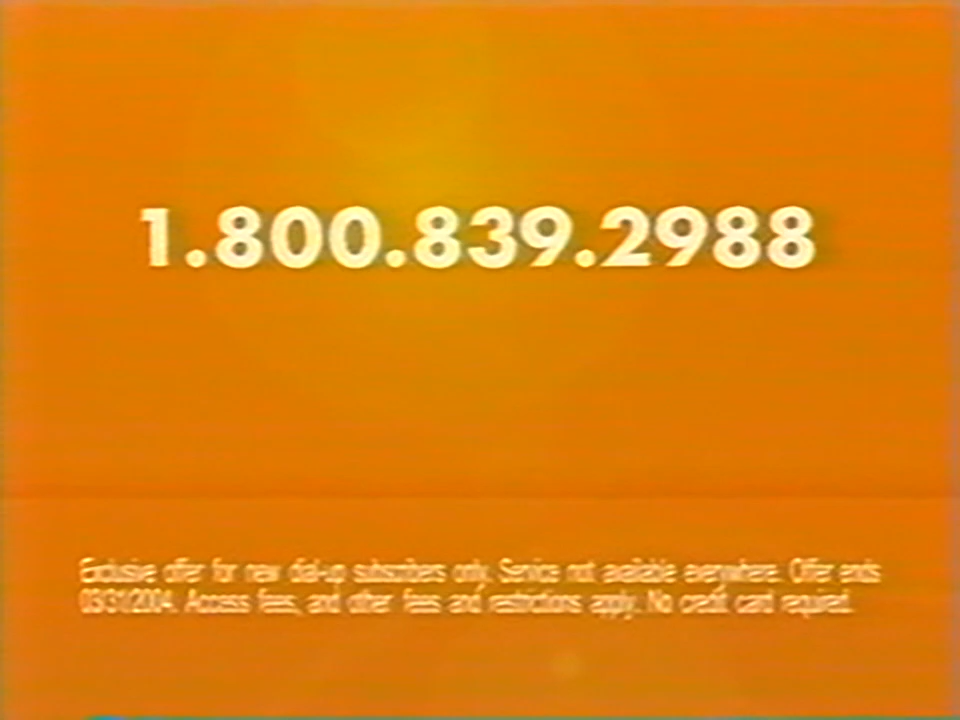 1.800.839.2988
Exclusive offer for new dial-up subscribers only. Service not available everywhere. Offer ends
03/31/2004. Access fees, and other fees and restrictions apply. No credit card required.